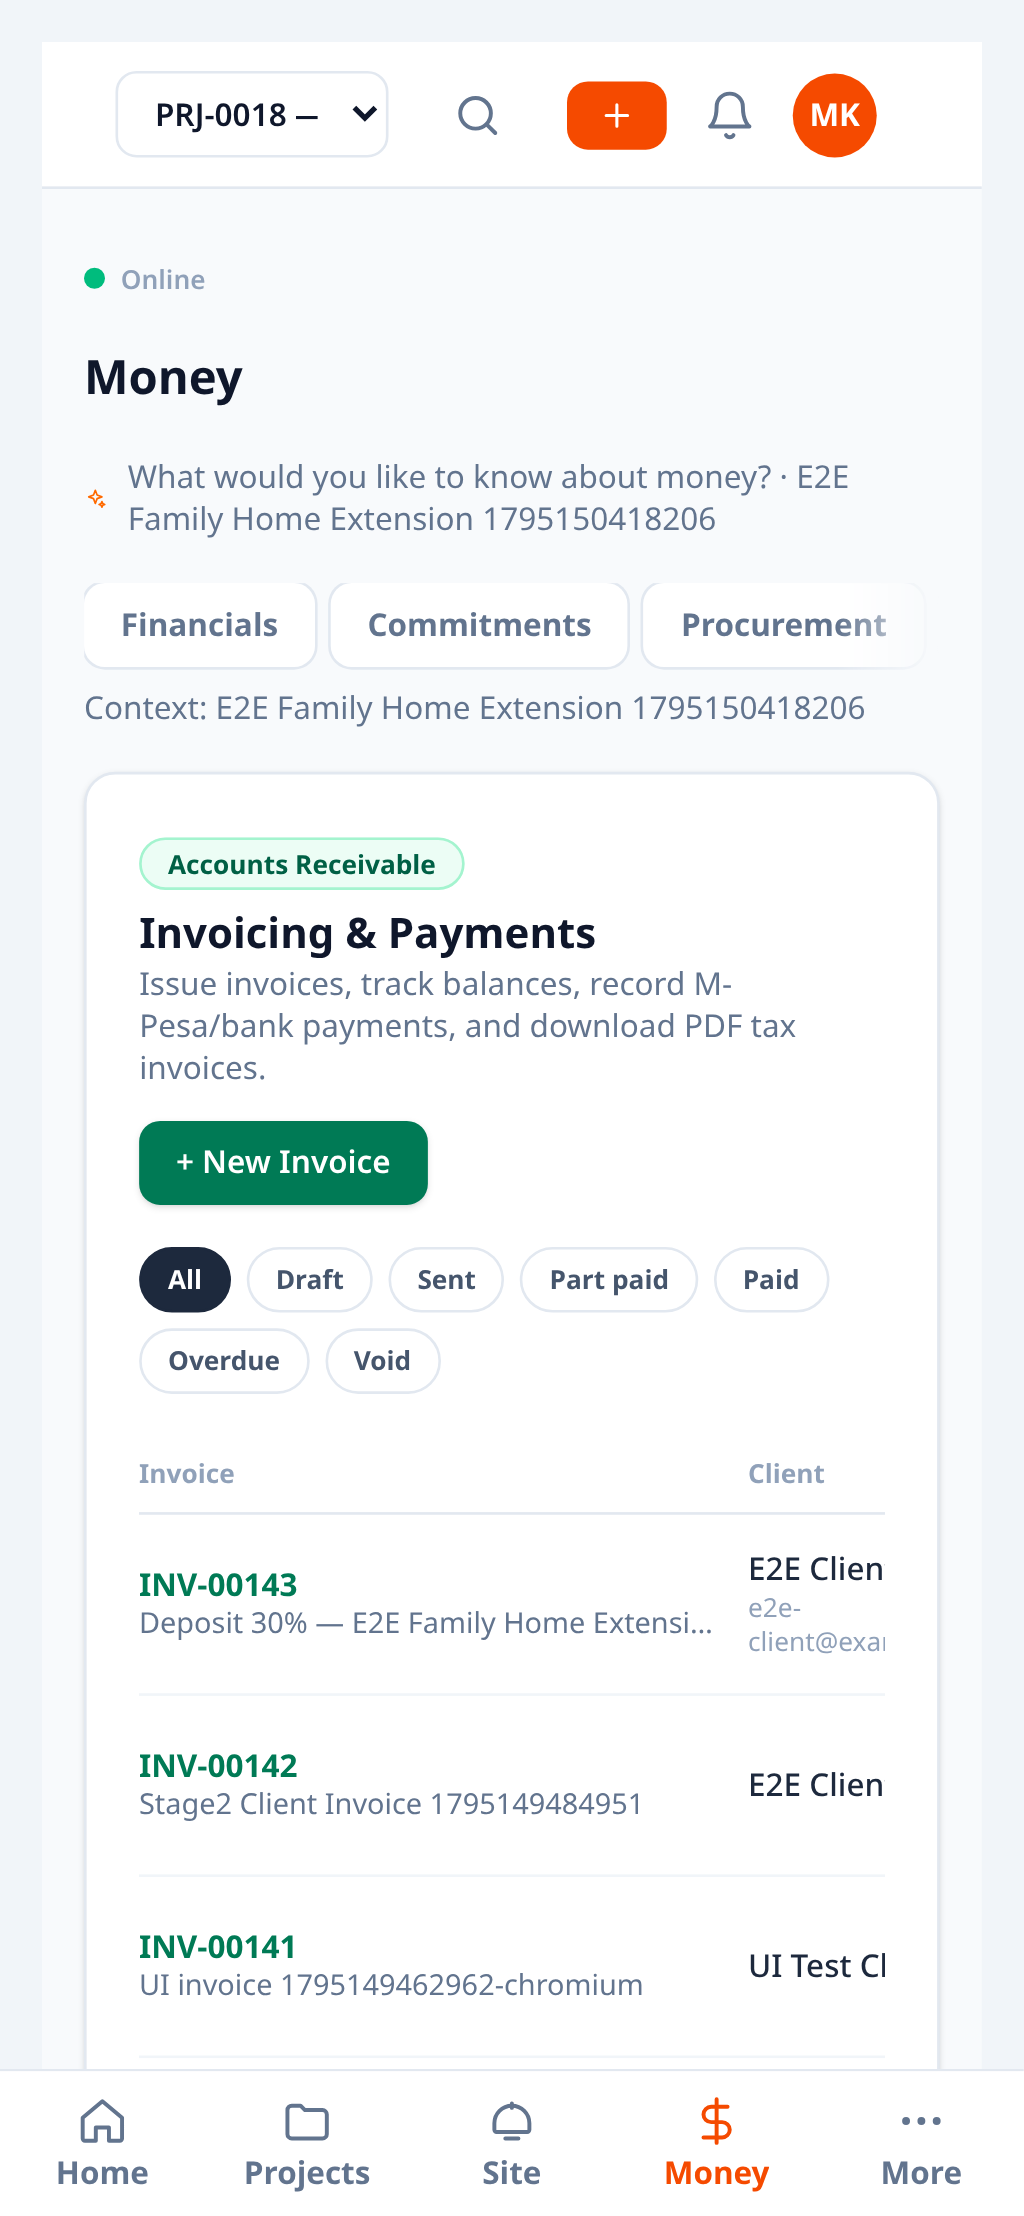 PRJ-0018 —
MK
Online
Money
What would you like to know about money? · E2E
Family Home Extension 1795150418206
Financials
Commitments
Procurement
Context: E2E Family Home Extension 1795150418206
Accounts Receivable
Invoicing & Payments
Issue invoices, track balances, record M-
Pesa/bank payments, and download PDF tax
invoices.
+ New Invoice
All
Draft
Sent
Part paid
Paid
Overdue
Void
Invoice
Client
INV-00143
Deposit 30% — E2E Family Home Extensi...
E2E Clien
e2e-
client@exa
INV-00142
Stage2 Client Invoice 1795149484951
E2E Clien
INV-00141
UI invoice 1795149462962-chromium
UI Test Cl
Home
Projects
Site
Money
More